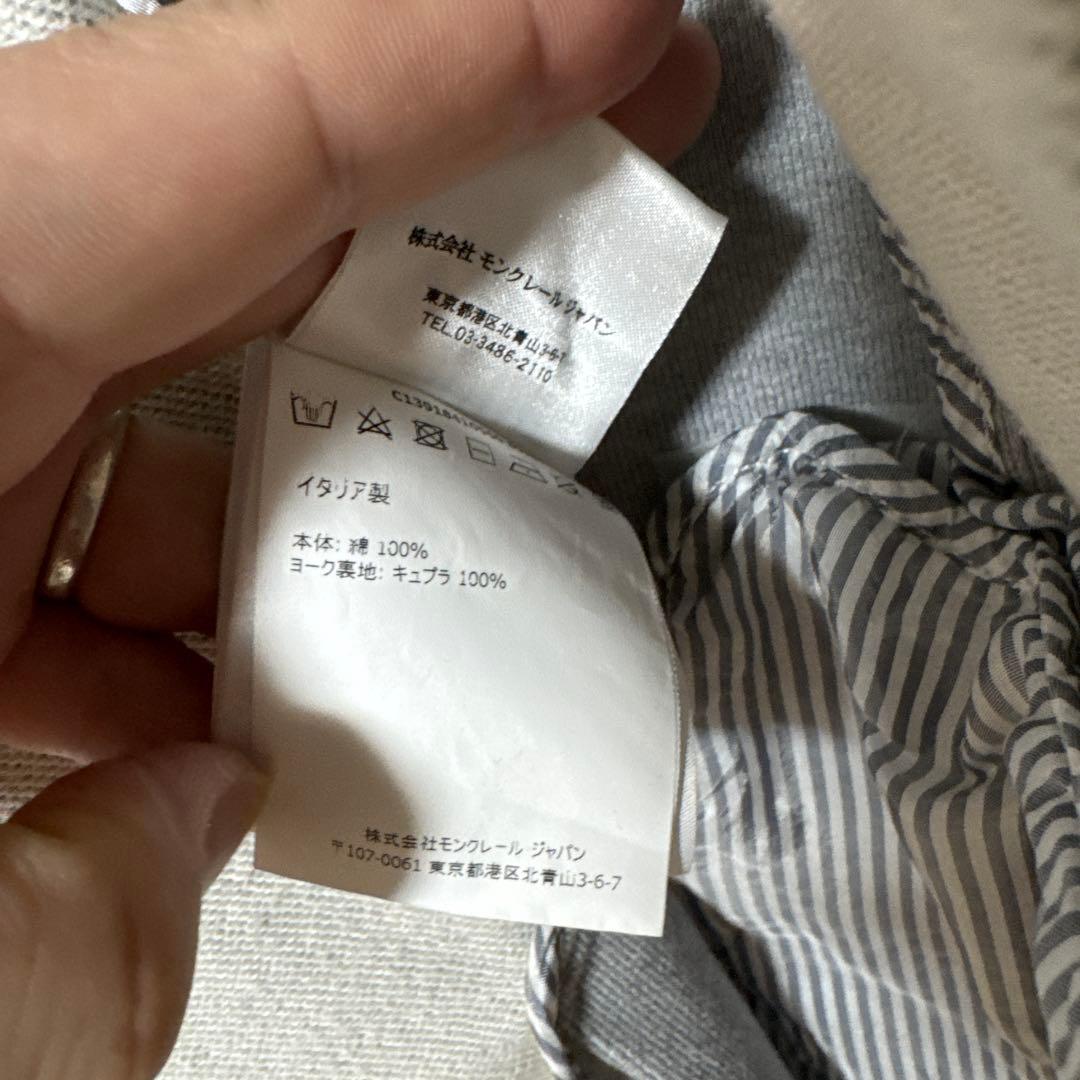 株式会社 モンクレール ジャパン
東京都港区北青山3-6-7
TEL.03-3486-2110
イタリア製
本体: 綿 100%
ヨーク裏地: キュプラ 100%
株式会社モンクレール ジャパン
〒107-0061 東京都港区北青山3-6-7